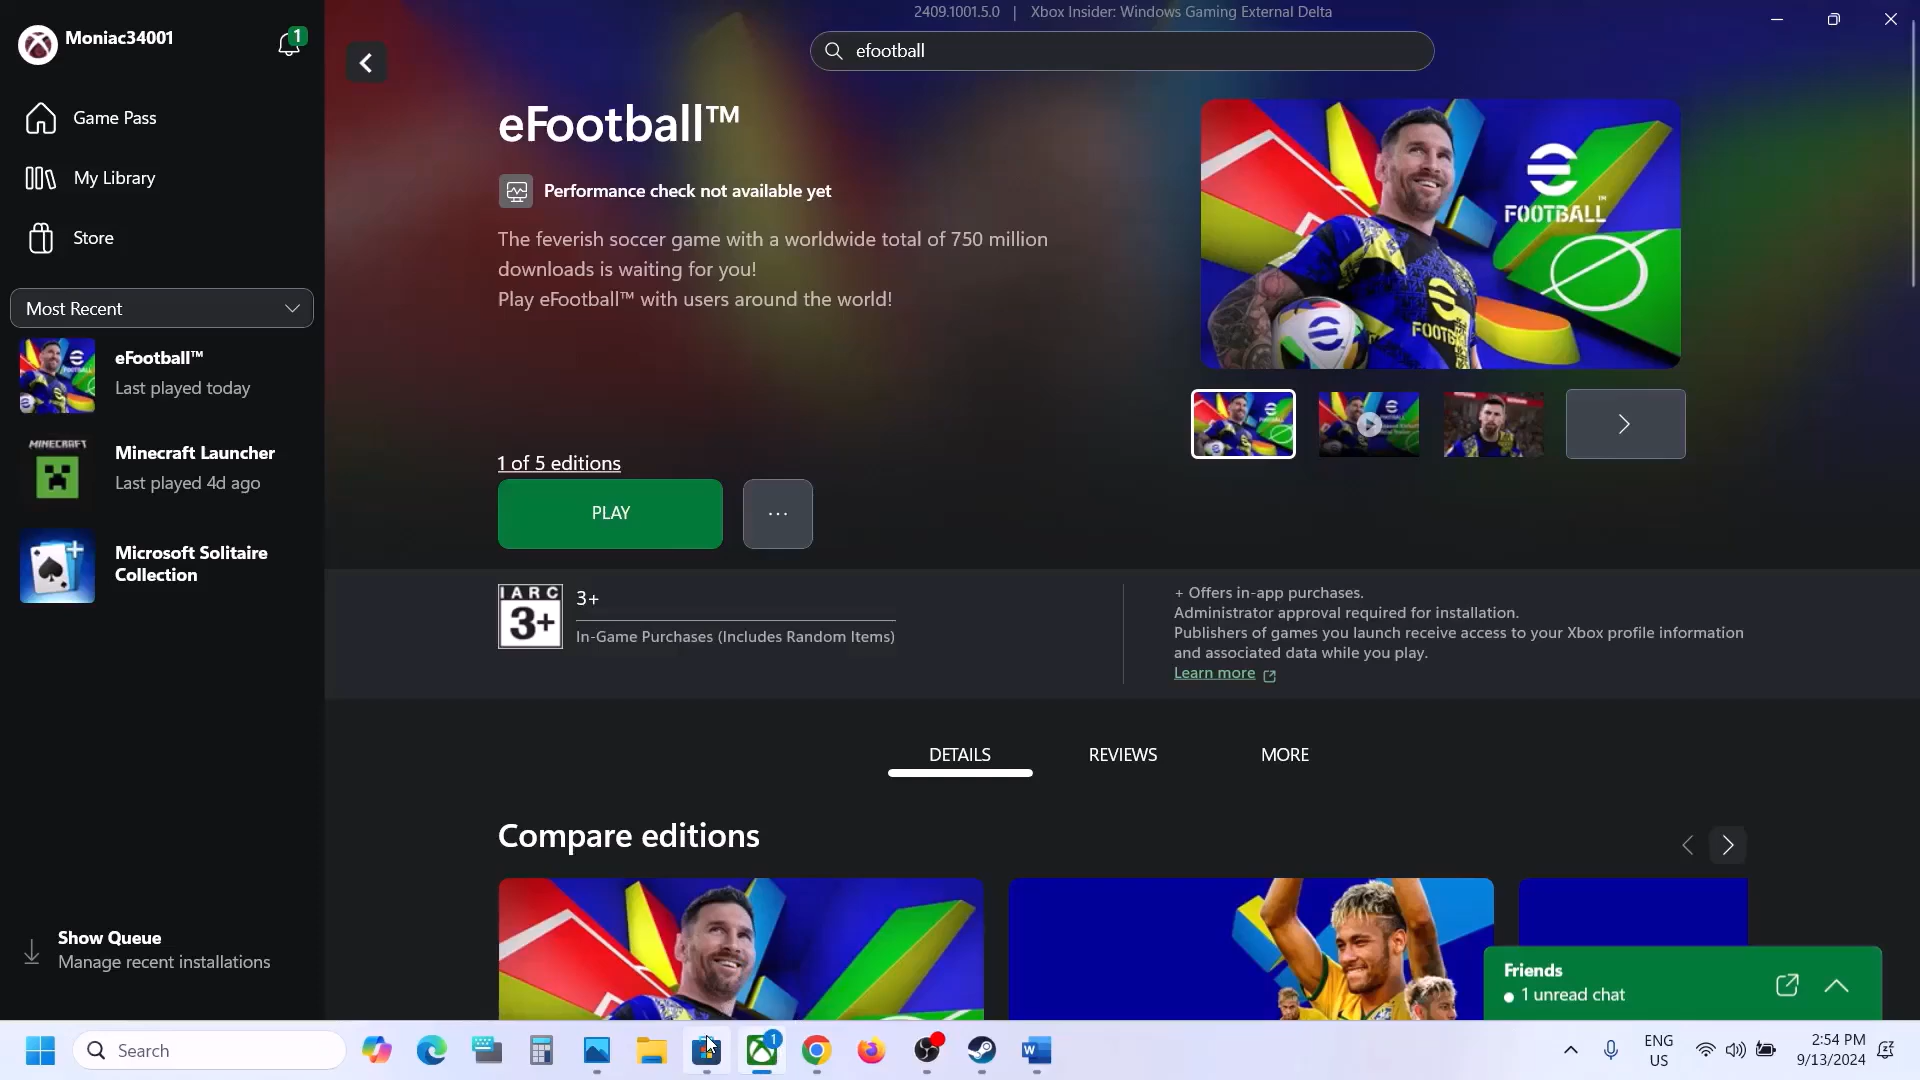 2409.1001.5.0 | Xbox Insider: Windows Gaming External Delta
Moniac34001
1
efootball
Game Pass
My Library
Store
Most Recent
eFootball™
Last played today
MINECRAFT
Minecraft Launcher
Last played 4d ago
Microsoft Solitaire
Collection
Show Queue
Manage recent installations
eFootball™
Performance check not available yet
The feverish soccer game with a worldwide total of 750 million
downloads is waiting for you!
Play eFootball™ with users around the world!
FOOTBALL™
1 of 5 editions
PLAY
...
IARC
3+
3+
In-Game Purchases (Includes Random Items)
+ Offers in-app purchases.
Administrator approval required for installation.
Publishers of games you launch receive access to your Xbox profile information
and associated data while you play.
Learn more
DETAILS
REVIEWS
MORE
Compare editions
Friends
1 unread chat
Search
1
ENG
US
2:54 PM
9/13/2024